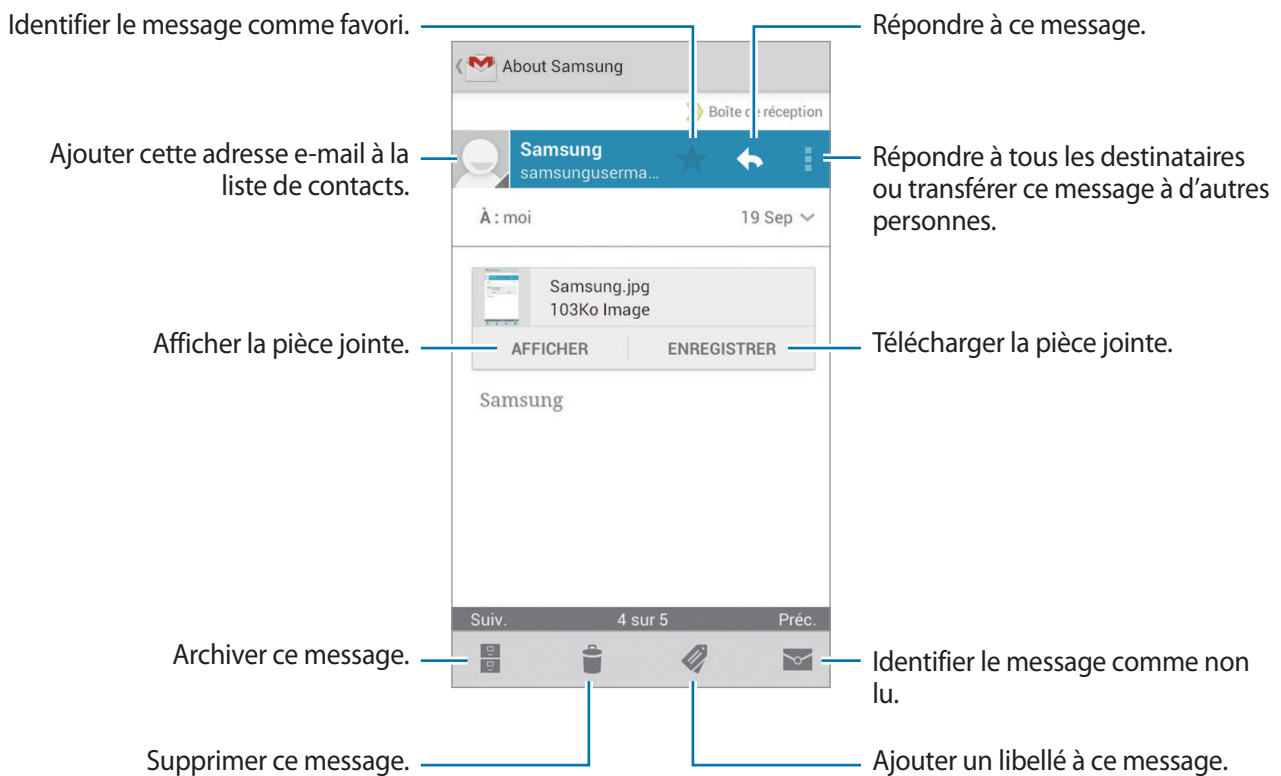 Identifier le message comme favori.
Répondre à ce message.
About Samsung
Boîte de réception
Ajouter cette adresse e-mail à la
liste de contacts.
Samsung
samsunguserma...
Répondre à tous les destinataires
ou transférer ce message à d'autres
personnes.
À : moi
19 Sep
Samsung.jpg
103Ko Image
Afficher la pièce jointe.
AFFICHER
ENREGISTRER
Télécharger la pièce jointe.
Samsung
Suiv.
4 sur 5
Préc.
Archiver ce message.
Identifier le message comme non
lu.
Supprimer ce message.
Ajouter un libellé à ce message.